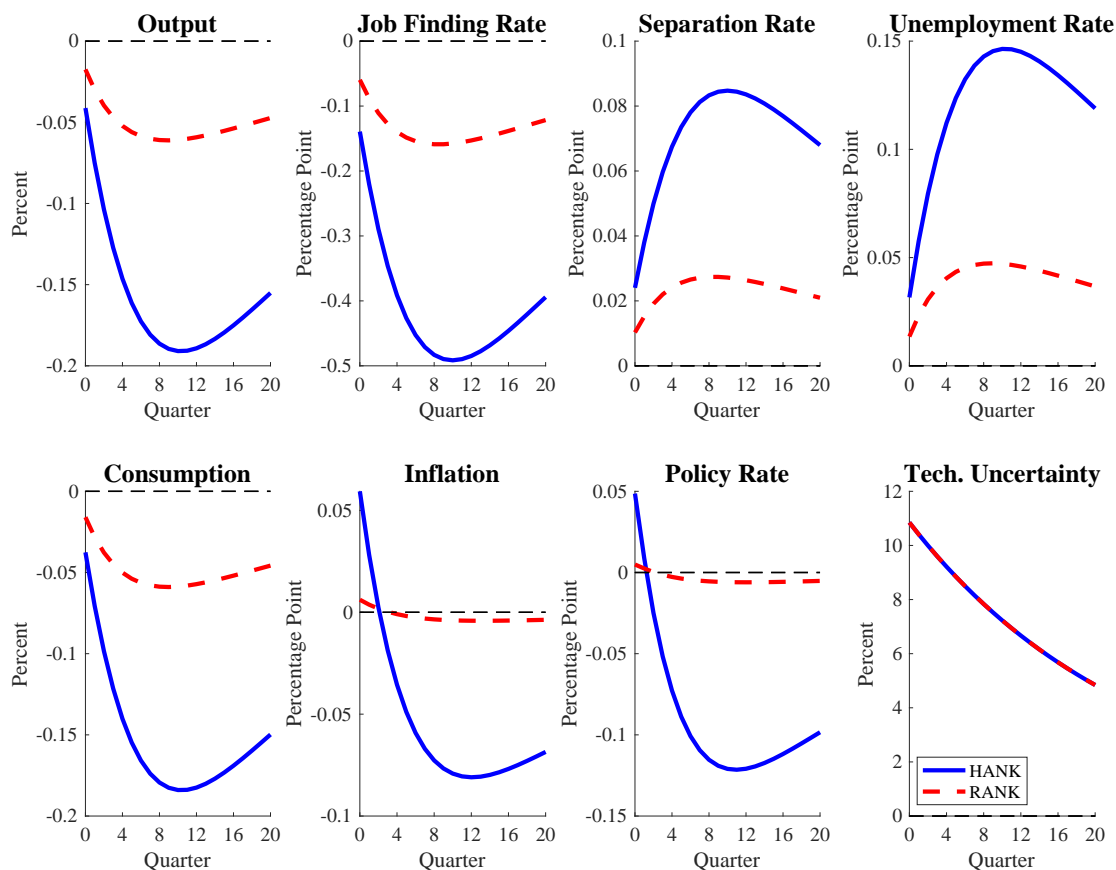 Output
Percent
0
-0.05
-0.1
-0.15
-0.2
0 4 8 12 16 20
Quarter
Job Finding Rate
Percentage Point
0
-0.1
-0.2
-0.3
-0.4
-0.5
0 4 8 12 16 20
Quarter
Separation Rate
Percentage Point
0.1
0.08
0.06
0.04
0.02
0
0 4 8 12 16 20
Quarter
Unemployment Rate
Percentage Point
0.15
0.1
0.05
0
0 4 8 12 16 20
Quarter
Consumption
Percent
0
-0.05
-0.1
-0.15
-0.2
0 4 8 12 16 20
Quarter
Inflation
Percentage Point
0.05
0
-0.05
-0.1
0 4 8 12 16 20
Quarter
Policy Rate
Percentage Point
0.05
0
-0.05
-0.1
-0.15
0 4 8 12 16 20
Quarter
Tech. Uncertainty
Percent
12
10
8
6
4
2
0
HANK
RANK
0 4 8 12 16 20
Quarter